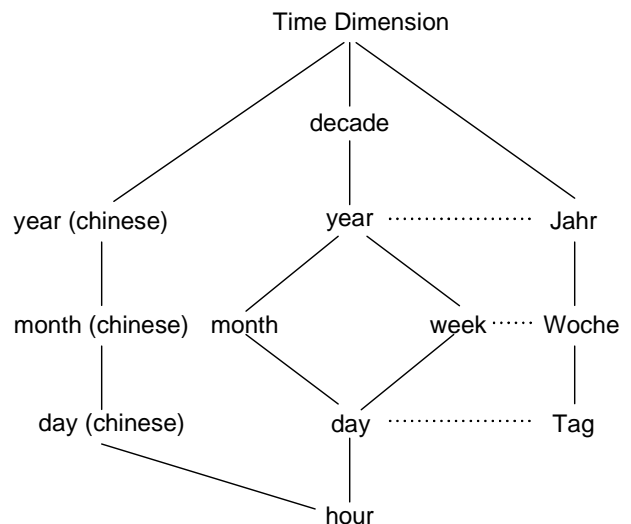 Time Dimension
decade
year (chinese) year Jahr
month (chinese) month week Woche
day (chinese) day Tag
hour